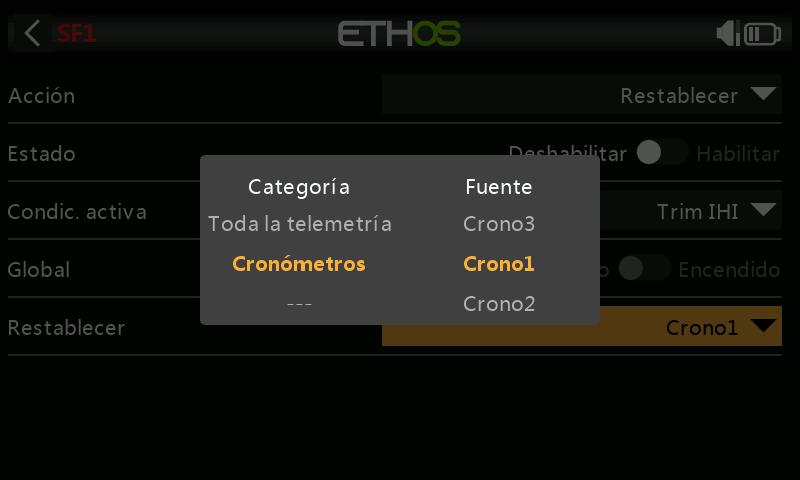 SF1 ETHOS
Acción Restablecer
Estado Deshabilitar Habilitar
Categoría Fuente
Toda la telemetría Crono3
Condic. activa Trim IHI
Cronómetros Crono1
Global o Encendido
--- Crono2
Restablecer Crono1